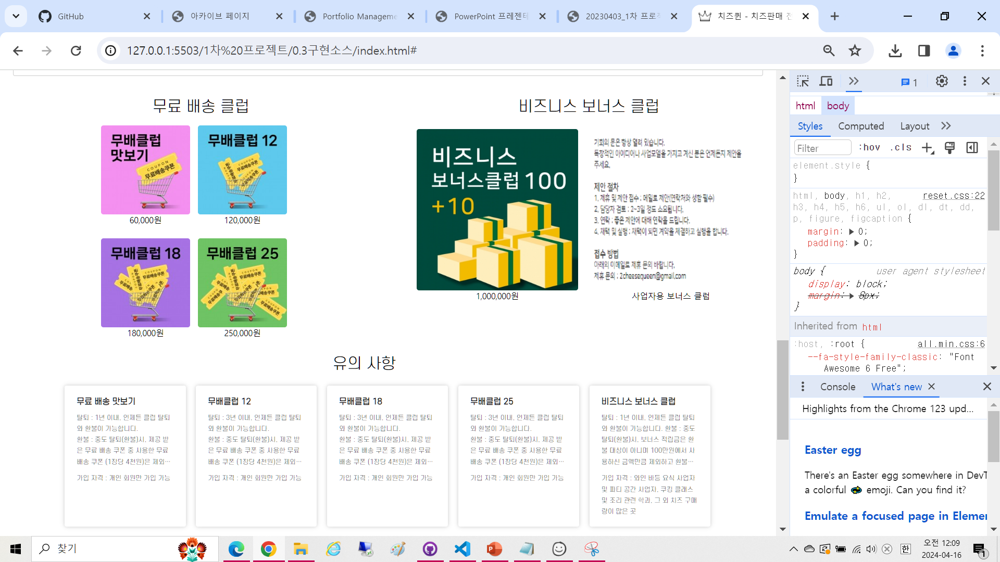 GitHub
아카이브 페이지
Portfolio Manageme
PowerPoint 프레젠테
20230403_1차 프로젝
치즈퀸 - 치즈판매 전
127.0.0.1:5503/1차%20프로젝트/0.3구현소스/index.html#
무료 배송 클럽
무배클럽
맛보기
COUPON
무료배송쿠폰
60,000원
무배클럽 12
120,000원
무배클럽 18
COUPON
무료배송쿠폰
180,000원
무배클럽 25
COUPON
무료배송쿠폰
250,000원
비즈니스 보너스 클럽
비즈니스
보너스클럽 100
+10
1,000,000원
기회의 문은 항상 열려 있습니다.
독창적인 아이디어나 사업모델을 가지고 계신 분은 언제든지 제안을
주세요.
제안 절차
1. 제휴 및 제안 접수 : 메일로 제안(연락처와 성함 필수)
2. 담당자 검토 : 2~3일 정도 소요됩니다.
3. 연락 : 좋은 제안에 대해 연락을 드립니다.
4. 채택 및 실행 : 채택이 되면 계약을 체결하고 실행을 합니다.
접수 방법
아래의 이메일로 제휴 문의 바랍니다.
제휴 문의 : 2cheesequeen@gmail.com
사업자용 보너스 클럽
유의 사항
무료 배송 맛보기
탈퇴 : 1년 이내, 언제든 클럽 탈퇴
와 환불이 가능합니다.
환불 : 중도 탈퇴(환불)시, 제공 받
은 무료 배송 쿠폰 중 사용한 무료
배송 쿠폰 (1장당 4천원)은 제외…
가입 자격 : 개인 회원만 가입 가능
무배클럽 12
탈퇴 : 3년 이내, 언제든 클럽 탈퇴
와 환불이 가능합니다.
환불 : 중도 탈퇴(환불)시, 제공 받
은 무료 배송 쿠폰 중 사용한 무료
배송 쿠폰 (1장당 4천원)은 제외…
가입 자격 : 개인 회원만 가입 가능
무배클럽 18
탈퇴 : 3년 이내, 언제든 클럽 탈퇴
와 환불이 가능합니다.
환불 : 중도 탈퇴(환불)시, 제공 받
은 무료 배송 쿠폰 중 사용한 무료
배송 쿠폰 (1장당 4천원)은 제외…
가입 자격 : 개인 회원만 가입 가능
무배클럽 25
탈퇴 : 3년 이내, 언제든 클럽 탈퇴
와 환불이 가능합니다.
환불 : 중도 탈퇴(환불)시, 제공 받
은 무료 배송 쿠폰 중 사용한 무료
배송 쿠폰 (1장당 4천원)은 제외…
가입 자격 : 개인 회원만 가입 가능
비즈니스 보너스 클럽
탈퇴 : 1년 이내, 언제든 클럽 탈퇴
와 환불이 가능합니다. 환불 : 중도
탈퇴(환불)시, 보너스 적립금은 환
불 대상이 아니며 100만원에서 사
용하신 금액만큼 제외하고 환불…
가입 자격 : 와인 바등 요식 사업자
및 피티 공간 사업자, 쿠킹 클래스
및 조리 관련 학과, 그 외 치즈 구매
량이 많은 곳
1
html body
Styles Computed Layout
Filter :hov .cls
element.style {
}
html, body, h1, h2, reset.css:22
h3, h4, h5, h6, ul, ol, dl, dt, dd,
p, figure, figcaption {
margin: 0;
padding: 0;
}
body { user agent stylesheet
display: block;
margin: 8px;
}
Inherited from html
:host, :root { all.min.css:6
--fa-style-family-classic: "Font
Awesome 6 Free";
Console What's new
Highlights from the Chrome 123 upd...
Easter egg
There's an Easter egg somewhere in DevT
a colorful emoji. Can you find it?
Emulate a focused page in Elemen
찾기
한
오전 12:09
2024-04-16
1